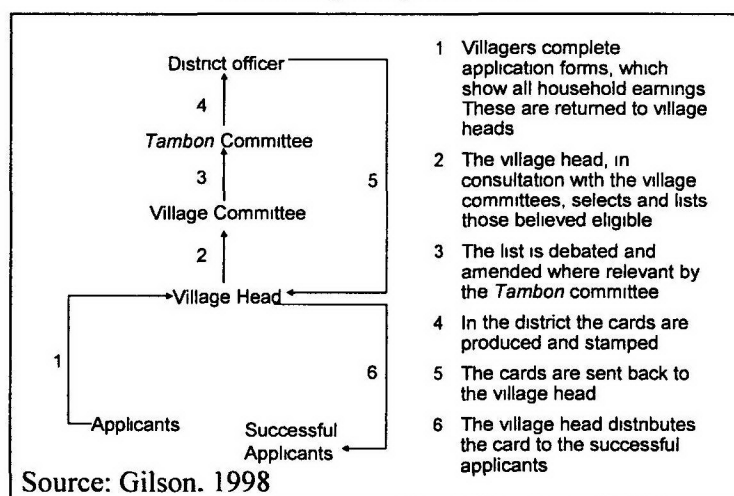 District officer
4
Tambon Committee
3
5
Village Committee
2
Village Head
1
6
Applicants
Successful
Applicants
1 Villagers complete
application forms, which
show all household earnings
These are returned to village
heads
2 The village head, in
consultation with the village
committees, selects and lists
those believed eligible
3 The list is debated and
amended where relevant by
the Tambon committee
4 In the district the cards are
produced and stamped
5 The cards are sent back to
the village head
6 The village head distributes
the card to the successful
applicants
Source: Gilson. 1998